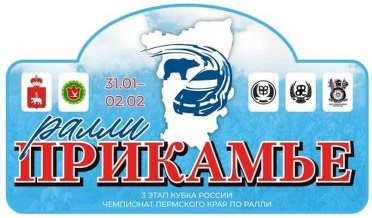 31.01–
02.02
ралли
ПРИКАМЬЕ
3 ЭТАП КУБКА РОССИИ
ЧЕМПИОНАТ ПЕРМСКОГО КРАЯ ПО РАЛЛИ